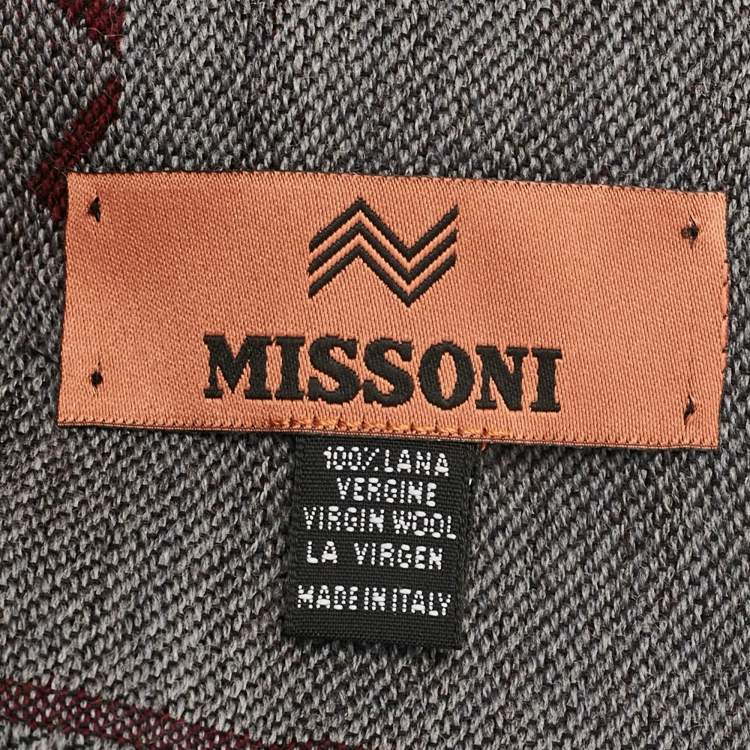 MISSONI
100% LANA
VERGINE
VIRGIN WOOL
LA VIRGEN
MADE IN ITALY